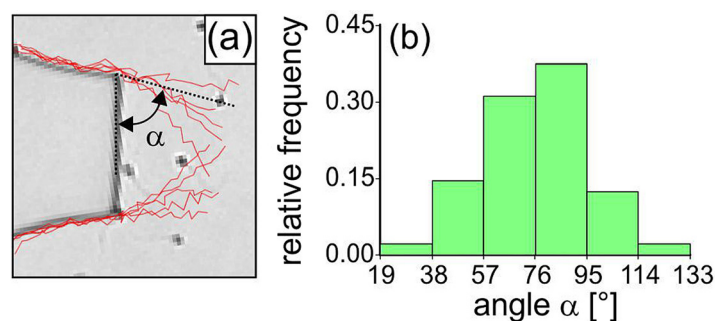 (a)
α
(b)
relative frequency
0.45
0.30
0.15
0.00
19 38 57 76 95 114 133
angle α [°]